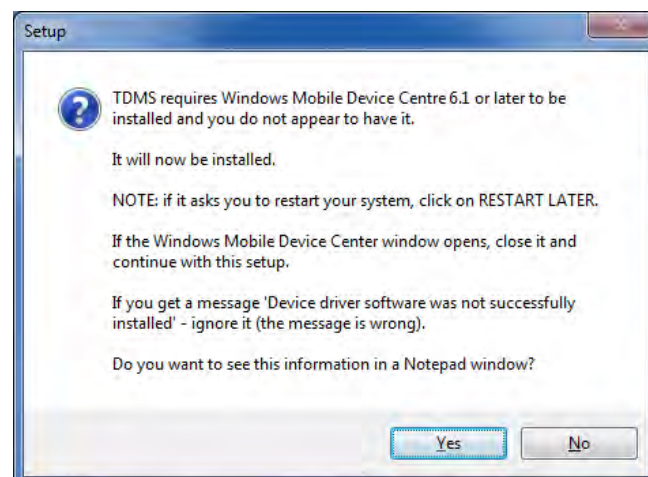 Setup
TDMS requires Windows Mobile Device Centre 6.1 or later to be
installed and you do not appear to have it.
It will now be installed.
NOTE: if it asks you to restart your system, click on RESTART LATER.
If the Windows Mobile Device Center window opens, close it and
continue with this setup.
If you get a message 'Device driver software was not successfully
installed' - ignore it (the message is wrong).
Do you want to see this information in a Notepad window?
Yes No